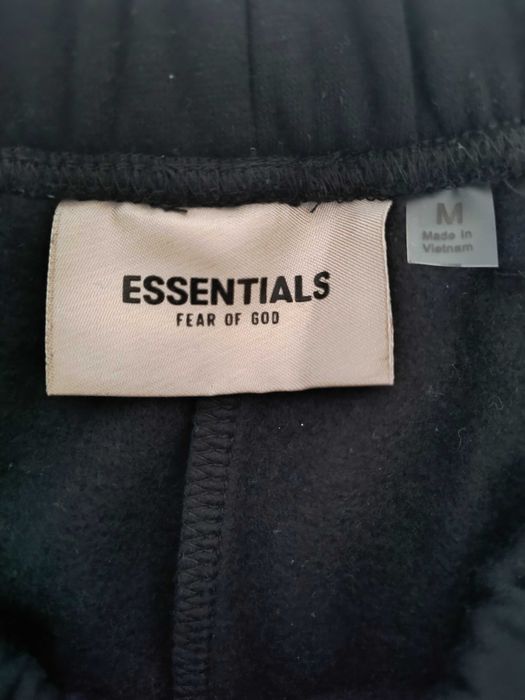 ESSENTIALS
FEAR OF GOD
M
Made in
Vietnam